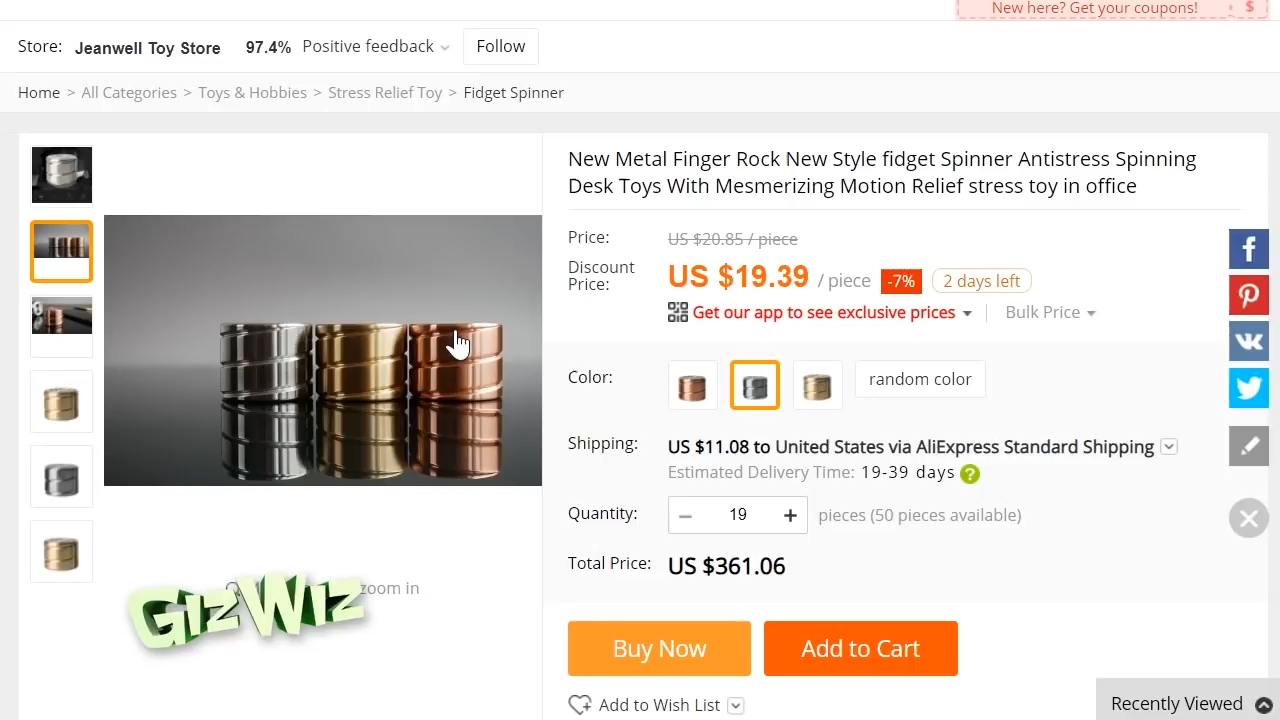 New here? Get your coupons!
$
Store: Jeanwell Toy Store 97.4% Positive feedback Follow
Home > All Categories > Toys & Hobbies > Stress Relief Toy > Fidget Spinner
New Metal Finger Rock New Style fidget Spinner Antistress Spinning
Desk Toys With Mesmerizing Motion Relief stress toy in office
Price: US $20.85 / piece
Discount
Price: US $19.39 / piece -7% 2 days left
Get our app to see exclusive prices Bulk Price
Color: random color
Shipping: US $11.08 to United States via AliExpress Standard Shipping
Estimated Delivery Time: 19-39 days ?
Quantity: − 19 + pieces (50 pieces available)
Total Price: US $361.06
zoom in
GizWiz
Buy Now Add to Cart
Add to Wish List
Recently Viewed